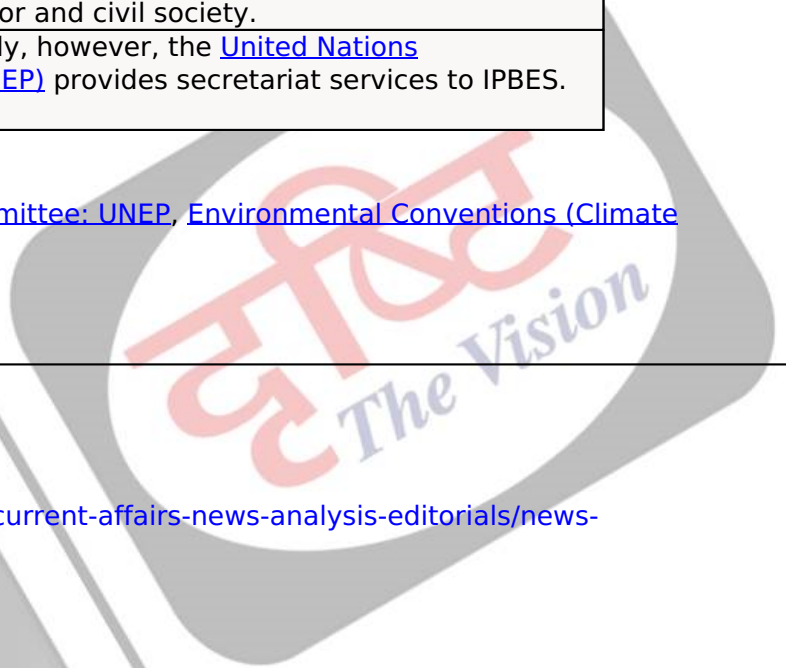 or and civil society.
ly, however, the United Nations
EP) provides secretariat services to IPBES.
mittee: UNEP, Environmental Conventions (Climate
दृष्टि
The Vision
current-affairs-news-analysis-editorials/news-